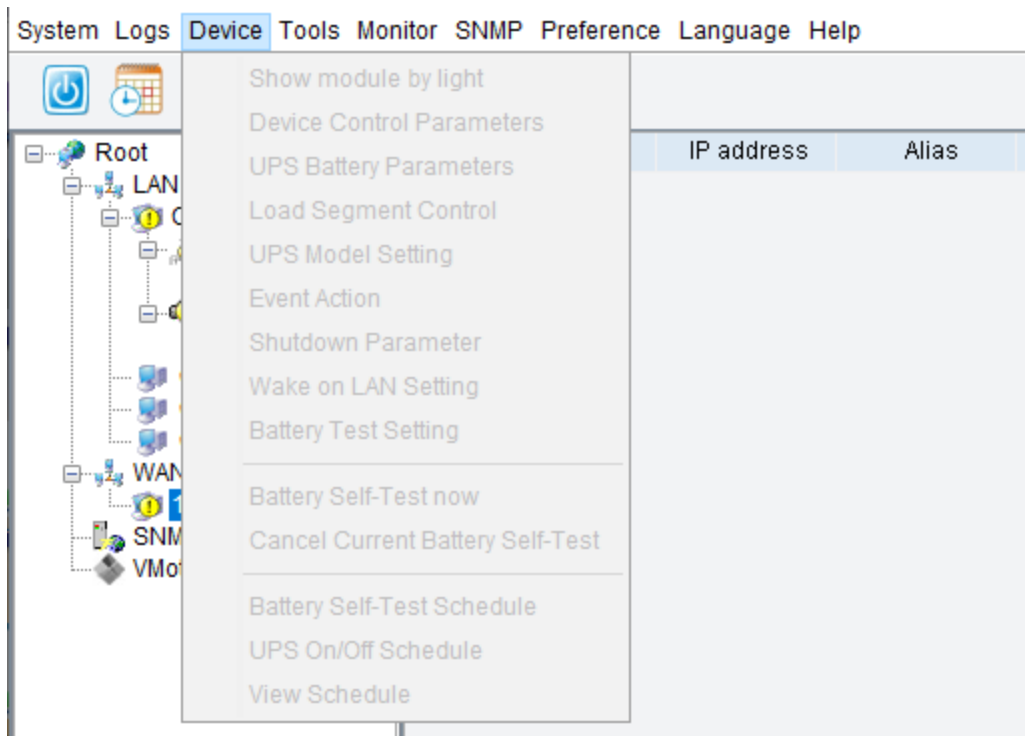 System Logs Device Tools Monitor SNMP Preference Language Help
Show module by light
Device Control Parameters
UPS Battery Parameters
Load Segment Control
UPS Model Setting
Event Action
Shutdown Parameter
Wake on LAN Setting
Battery Test Setting
Battery Self-Test now
Cancel Current Battery Self-Test
Battery Self-Test Schedule
UPS On/Off Schedule
View Schedule
Root
LAN
WAN
IP address Alias